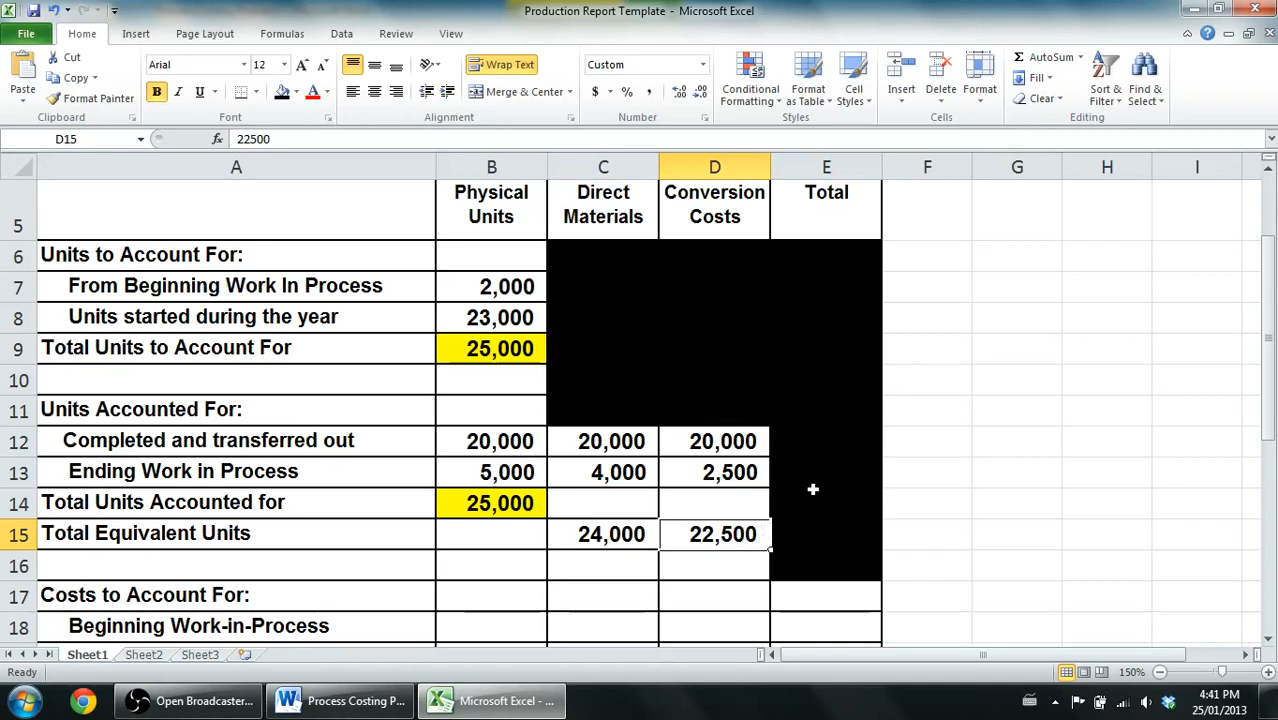 Production Report Template - Microsoft Excel
File Home Insert Page Layout Formulas Data Review View
Paste
Cut
Copy
Format Painter
Clipboard
Arial 12
B I U
Font
Wrap Text
Merge & Center
Alignment
Custom
$ % ,
Number
Conditional Formatting
Format as Table
Cell Styles
Styles
Insert
Delete
Format
Cells
AutoSum
Fill
Clear
Sort & Filter
Find & Select
Editing
D15 fx 22500
A B C D E F G H I
5 Physical Units Direct Materials Conversion Costs Total
6 Units to Account For:
7 From Beginning Work In Process 2,000
8 Units started during the year 23,000
9 Total Units to Account For 25,000
10
11 Units Accounted For:
12 Completed and transferred out 20,000 20,000 20,000
13 Ending Work in Process 5,000 4,000 2,500
14 Total Units Accounted for 25,000
15 Total Equivalent Units 24,000 22,500
16
17 Costs to Account For:
18 Beginning Work-in-Process
Sheet1 Sheet2 Sheet3
Ready 150%
Open Broadcaster... Process Costing P... Microsoft Excel - ... 4:41 PM
25/01/2013